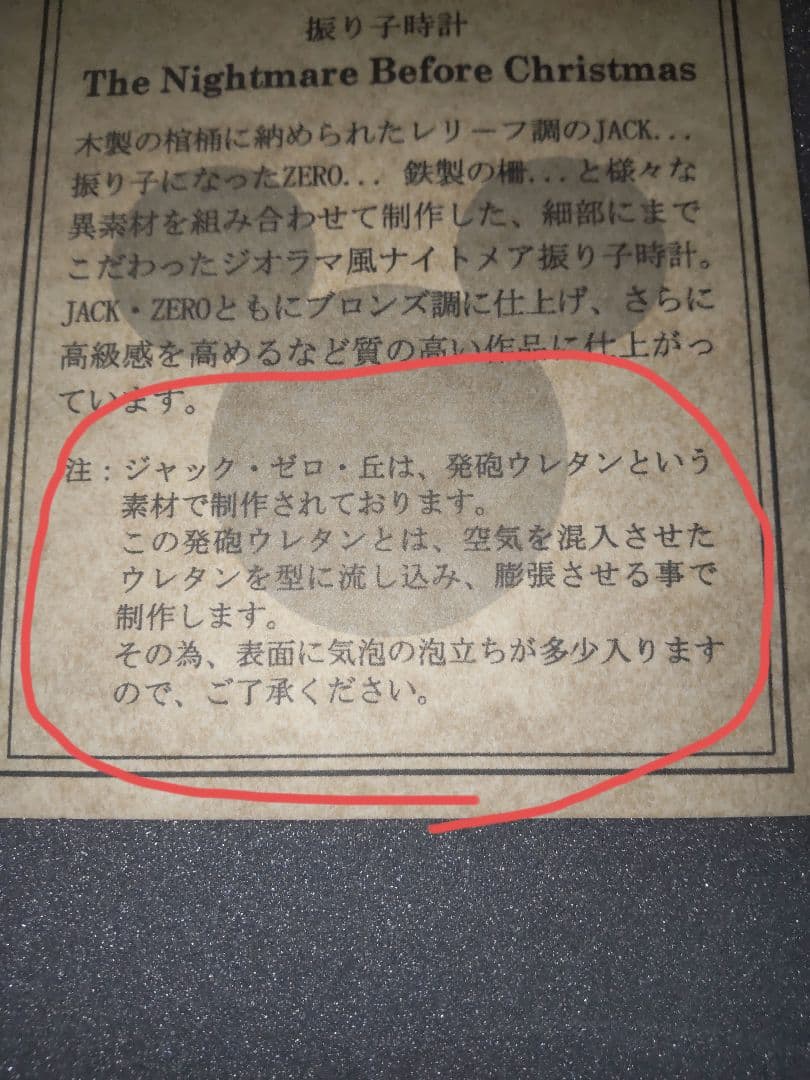 振り子時計
The Nightmare Before Christmas
木製の棺桶に納められたレリーフ調のJACK...
振り子になったZERO... 鉄製の柵...と様々な
異素材を組み合わせて制作した、細部にまで
こだわったジオラマ風ナイトメア振り子時計。
JACK・ZEROともにブロンズ調に仕上げ、さらに
高級感を高めるなど質の高い作品に仕上がっ
ています。
注：ジャック・ゼロ・丘は、発砲ウレタンという
素材で制作されております。
この発砲ウレタンとは、空気を混入させた
ウレタンを型に流し込み、膨張させる事で
制作します。
その為、表面に気泡の泡立ちが多少入ります
ので、ご了承ください。